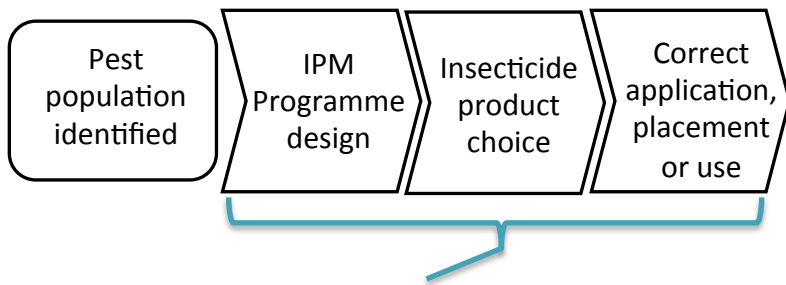 Pest
population
identified
IPM
Programme
design
Insecticide
product
choice
Correct
application,
placement
or use